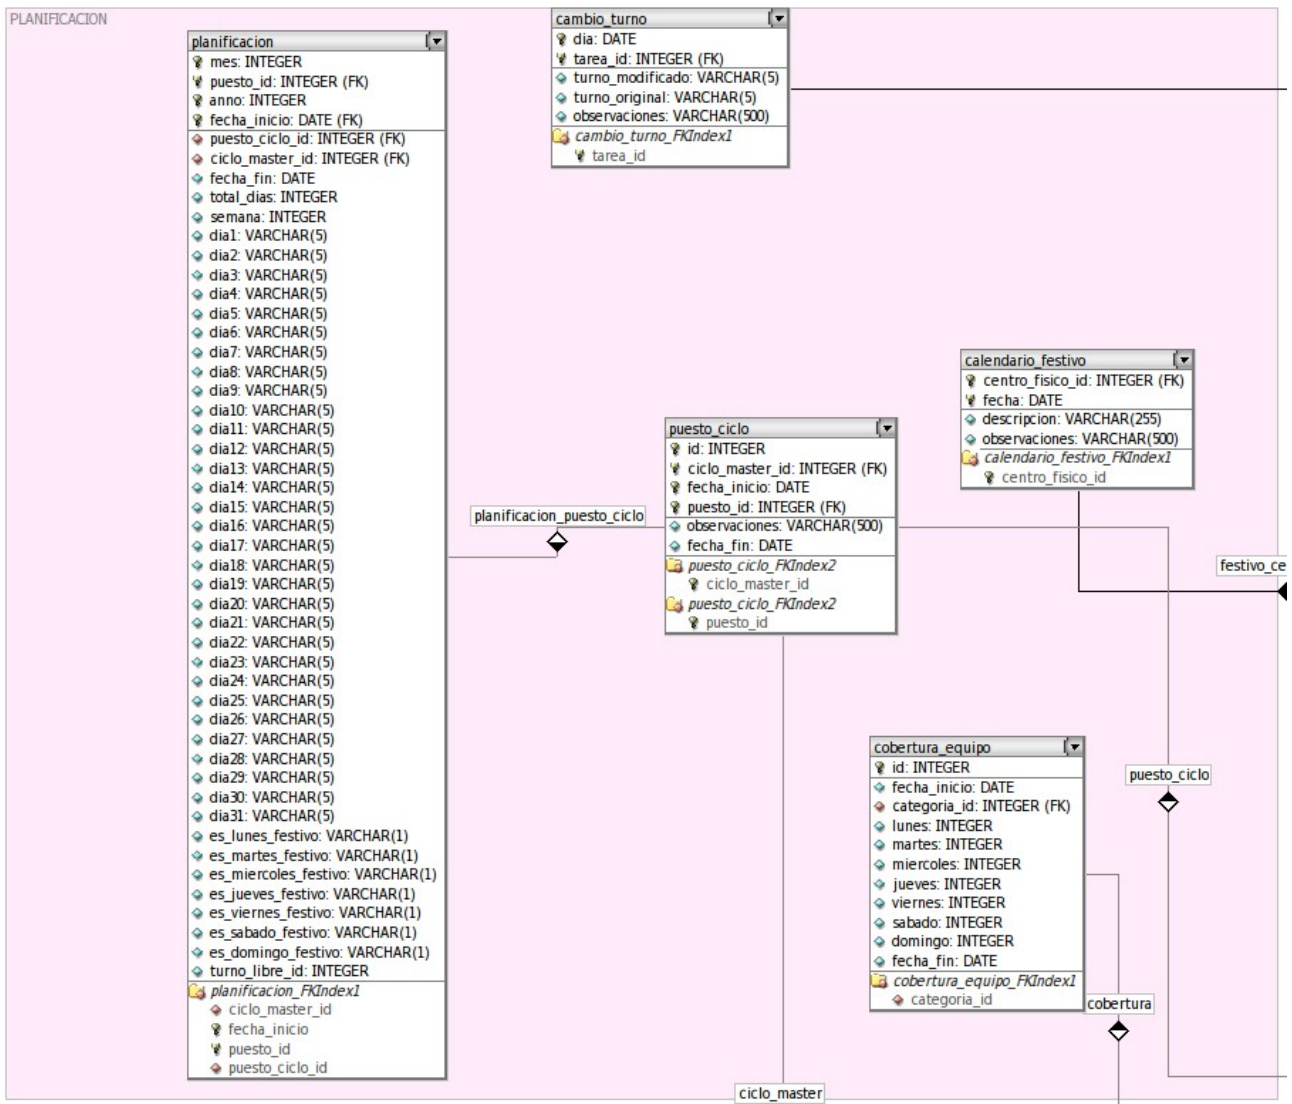 PLANIFICACION
planificacion
mes: INTEGER
puesto_id: INTEGER (FK)
anno: INTEGER
fecha_inicio: DATE (FK)
puesto_ciclo_id: INTEGER (FK)
ciclo_master_id: INTEGER (FK)
fecha_fin: DATE
total_dias: INTEGER
semana: INTEGER
dia1: VARCHAR(5)
dia2: VARCHAR(5)
dia3: VARCHAR(5)
dia4: VARCHAR(5)
dia5: VARCHAR(5)
dia6: VARCHAR(5)
dia7: VARCHAR(5)
dia8: VARCHAR(5)
dia9: VARCHAR(5)
dia10: VARCHAR(5)
dia11: VARCHAR(5)
dia12: VARCHAR(5)
dia13: VARCHAR(5)
dia14: VARCHAR(5)
dia15: VARCHAR(5)
dia16: VARCHAR(5)
dia17: VARCHAR(5)
dia18: VARCHAR(5)
dia19: VARCHAR(5)
dia20: VARCHAR(5)
dia21: VARCHAR(5)
dia22: VARCHAR(5)
dia23: VARCHAR(5)
dia24: VARCHAR(5)
dia25: VARCHAR(5)
dia26: VARCHAR(5)
dia27: VARCHAR(5)
dia28: VARCHAR(5)
dia29: VARCHAR(5)
dia30: VARCHAR(5)
dia31: VARCHAR(5)
es_lunes_festivo: VARCHAR(1)
es_martes_festivo: VARCHAR(1)
es_miercoles_festivo: VARCHAR(1)
es_jueves_festivo: VARCHAR(1)
es_viernes_festivo: VARCHAR(1)
es_sabado_festivo: VARCHAR(1)
es_domingo_festivo: VARCHAR(1)
turno_libre_id: INTEGER
planificacion_FKIndex1
ciclo_master_id
fecha_inicio
puesto_id
puesto_ciclo_id
cambio_turno
dia: DATE
tarea_id: INTEGER (FK)
turno_modificado: VARCHAR(5)
turno_original: VARCHAR(5)
observaciones: VARCHAR(500)
cambio_turno_FKIndex1
tarea_id
planificacion_puesto_ciclo
puesto_ciclo
id: INTEGER
ciclo_master_id: INTEGER (FK)
fecha_inicio: DATE
puesto_id: INTEGER (FK)
observaciones: VARCHAR(500)
fecha_fin: DATE
puesto_ciclo_FKIndex2
ciclo_master_id
puesto_ciclo_FKIndex2
puesto_id
calendario_festivo
centro_fisico_id: INTEGER (FK)
fecha: DATE
descripcion: VARCHAR(255)
observaciones: VARCHAR(500)
calendario_festivo_FKIndex1
centro_fisico_id
festivo_ce
cobertura_equipo
id: INTEGER
fecha_inicio: DATE
categoria_id: INTEGER (FK)
lunes: INTEGER
martes: INTEGER
miercoles: INTEGER
jueves: INTEGER
viernes: INTEGER
sabado: INTEGER
domingo: INTEGER
fecha_fin: DATE
cobertura_equipo_FKIndex1
categoria_id
puesto_ciclo
cobertura
ciclo_master